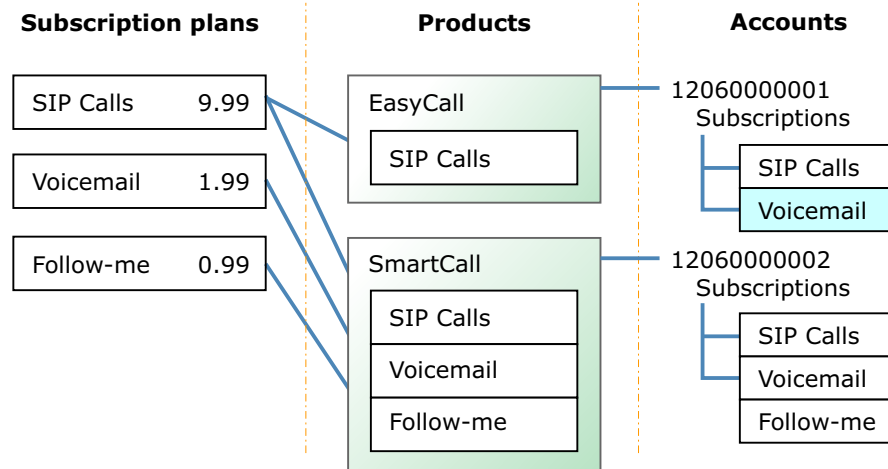 Subscription plans
Products
Accounts
SIP Calls 9.99
Voicemail 1.99
Follow-me 0.99
EasyCall
SIP Calls
SmartCall
SIP Calls
Voicemail
Follow-me
12060000001
Subscriptions
SIP Calls
Voicemail
12060000002
Subscriptions
SIP Calls
Voicemail
Follow-me